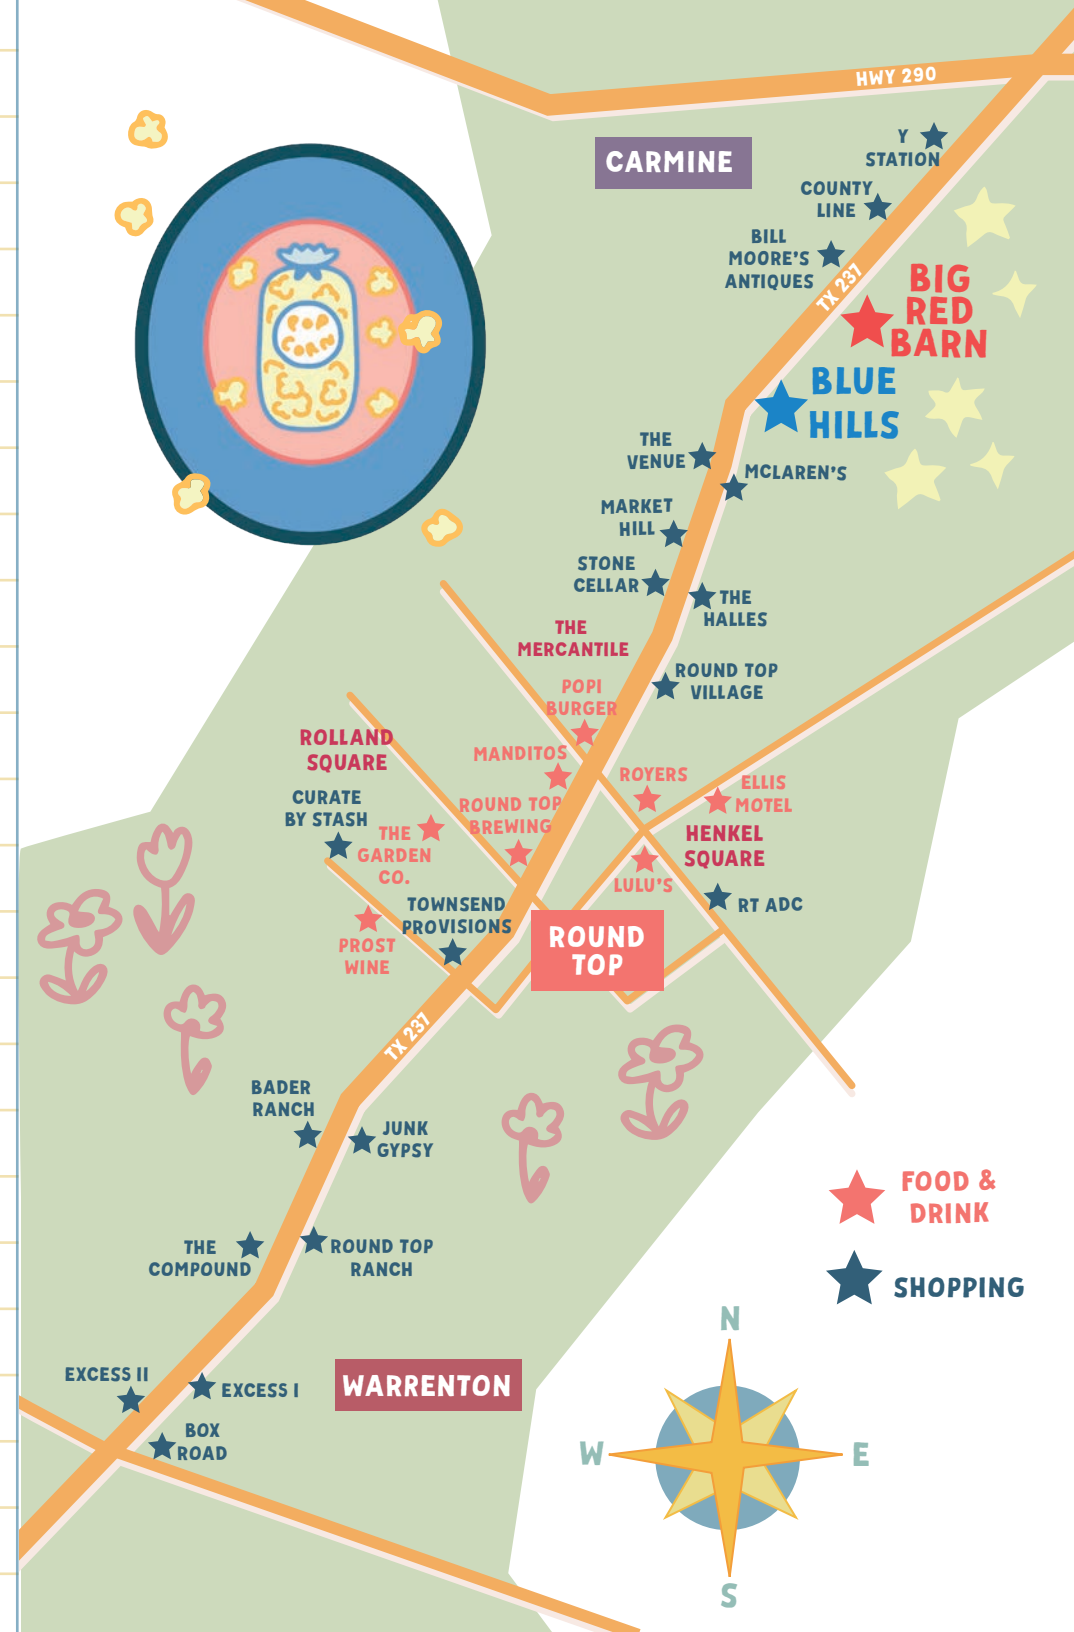 HWY 290
Y
STATION
CARMINE
COUNTY
LINE
BILL
MOORE'S
ANTIQUES
TX 237
BIG
RED
BARN
POP
CORN
BLUE
HILLS
THE
VENUE
MCLAREN'S
MARKET
HILL
STONE
CELLAR
THE
HALLES
THE
MERCANTILE
ROUND TOP
VILLAGE
POPI
BURGER
ROLLAND
SQUARE
MANDITOS
ROYERS
ELLIS
MOTEL
CURATE
BY STASH
ROUND TOP
BREWING
THE
GARDEN
CO.
HENKEL
SQUARE
LULU'S
RT ADC
TOWNSEND
PROVISIONS
PROST
WINE
ROUND
TOP
TX 237
BADER
RANCH
JUNK
GYPSY
THE
COMPOUND
ROUND TOP
RANCH
FOOD &
DRINK
SHOPPING
EXCESS II
EXCESS I
WARRENTON
BOX
ROAD
N
W
E
S